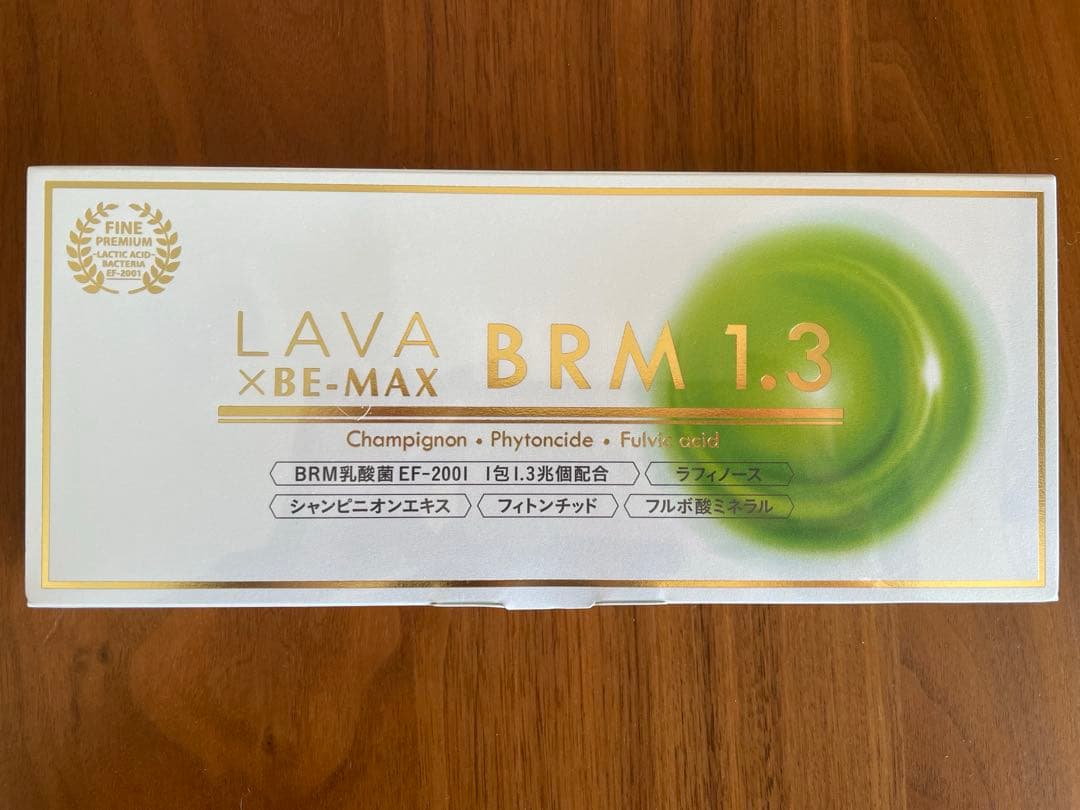 FINE
PREMIUM
-LACTIC ACID-
BACTERIA
EF-2001
LAVA
×BE-MAX
BRM 1.3
Champignon • Phytoncide • Fulvic acid
BRM乳酸菌 EF-2001 1包1.3兆個配合
ラフィノース
シャンピニオンエキス
フィトンチッド
フルボ酸ミネラル